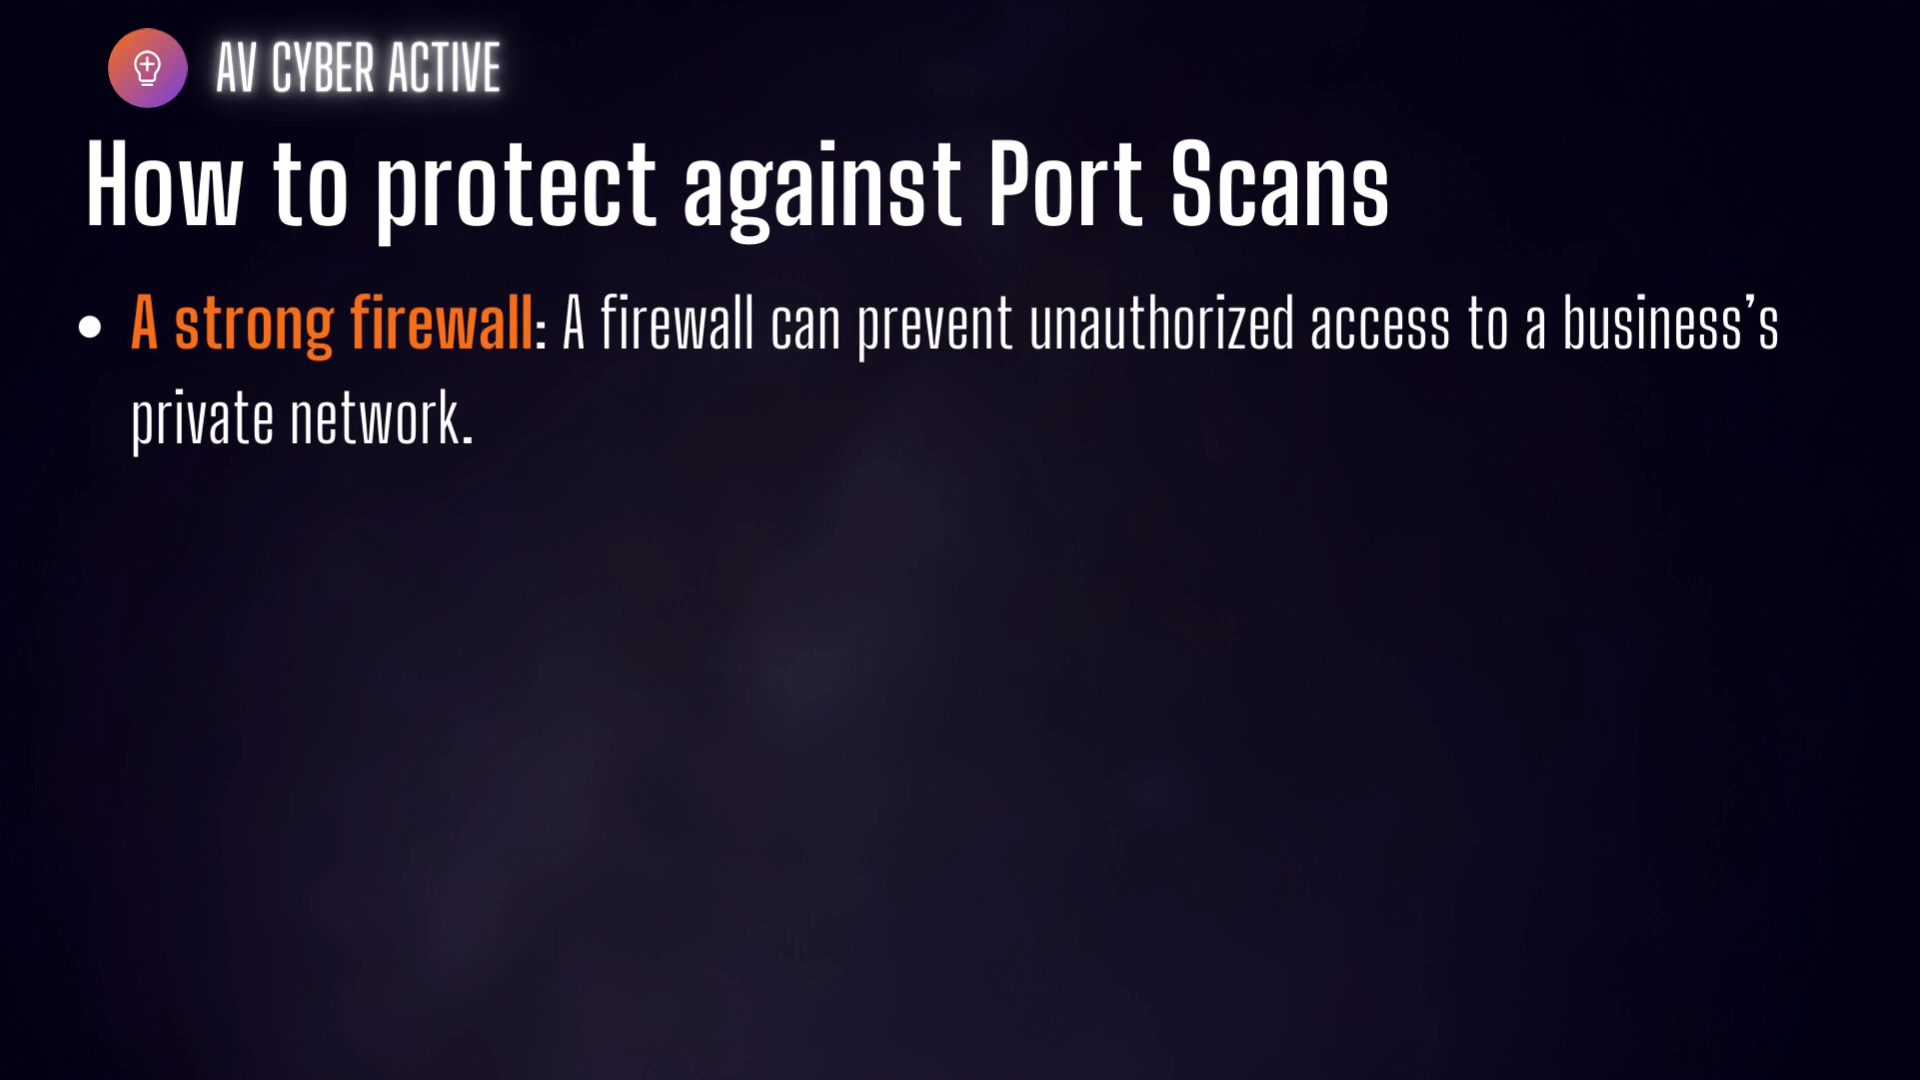 AV CYBER ACTIVE
How to protect against Port Scans
• A strong firewall: A firewall can prevent unauthorized access to a business’s
private network.